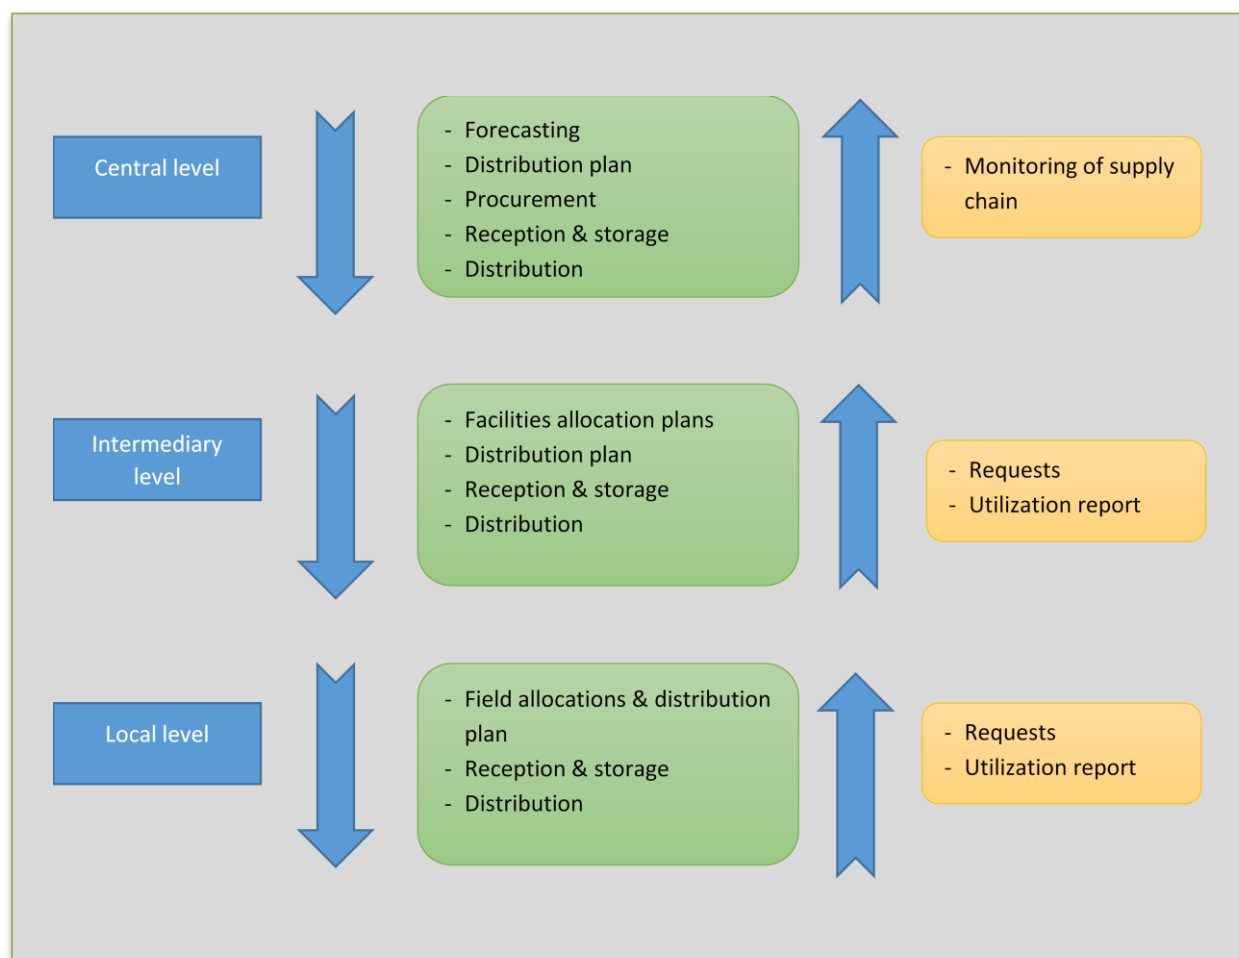 Central level
- Forecasting
- Distribution plan
- Procurement
- Reception & storage
- Distribution
- Monitoring of supply
chain
Intermediary
level
- Facilities allocation plans
- Distribution plan
- Reception & storage
- Distribution
- Requests
- Utilization report
Local level
- Field allocations & distribution
plan
- Reception & storage
- Distribution
- Requests
- Utilization report